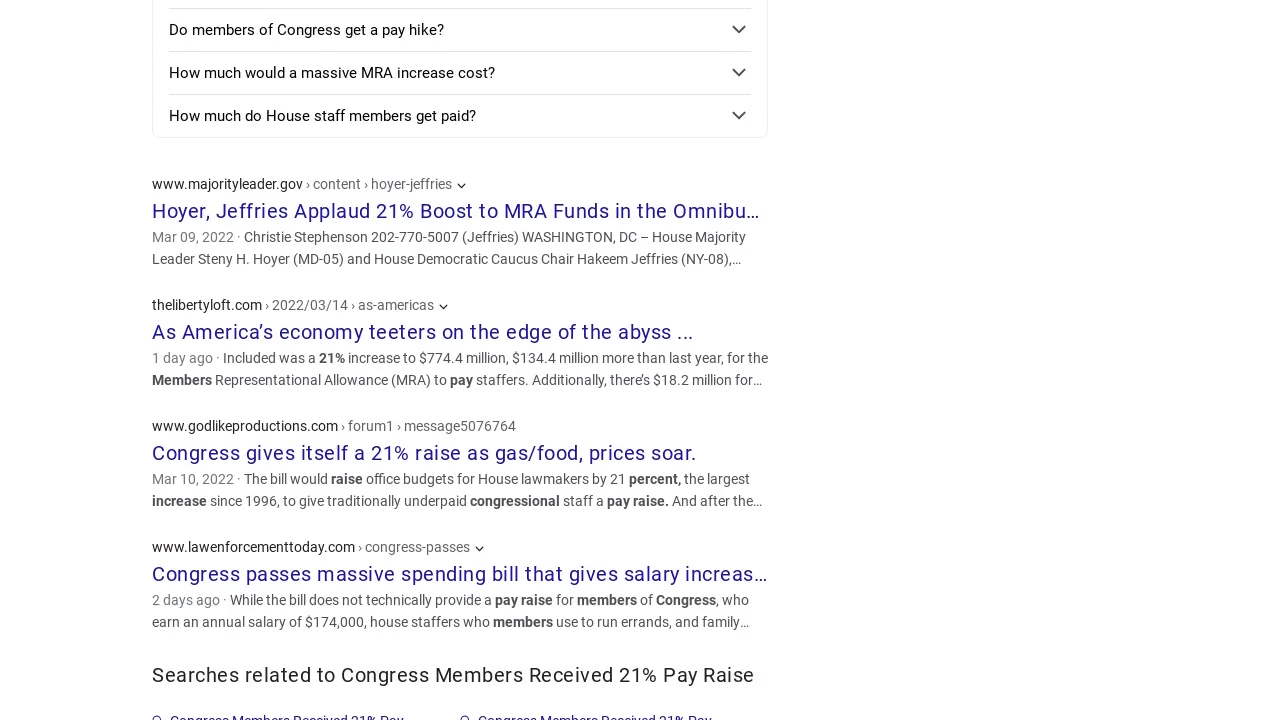 Do members of Congress get a pay hike?
How much would a massive MRA increase cost?
How much do House staff members get paid?
www.majorityleader.gov › content › hoyer-jeffries
Hoyer, Jeffries Applaud 21% Boost to MRA Funds in the Omnibu…
Mar 09, 2022 · Christie Stephenson 202-770-5007 (Jeffries) WASHINGTON, DC – House Majority
Leader Steny H. Hoyer (MD-05) and House Democratic Caucus Chair Hakeem Jeffries (NY-08),…
thelibertyloft.com › 2022/03/14 › as-americas
As America’s economy teeters on the edge of the abyss ...
1 day ago · Included was a 21% increase to $774.4 million, $134.4 million more than last year, for the
Members Representational Allowance (MRA) to pay staffers. Additionally, there’s $18.2 million for…
www.godlikeproductions.com › forum1 › message5076764
Congress gives itself a 21% raise as gas/food, prices soar.
Mar 10, 2022 · The bill would raise office budgets for House lawmakers by 21 percent, the largest
increase since 1996, to give traditionally underpaid congressional staff a pay raise. And after the…
www.lawenforcementtoday.com › congress-passes
Congress passes massive spending bill that gives salary increas…
2 days ago · While the bill does not technically provide a pay raise for members of Congress, who
earn an annual salary of $174,000, house staffers who members use to run errands, and family…
Searches related to Congress Members Received 21% Pay Raise
Congress Members Received 21% Pay
Congress Members Received 21% Pay